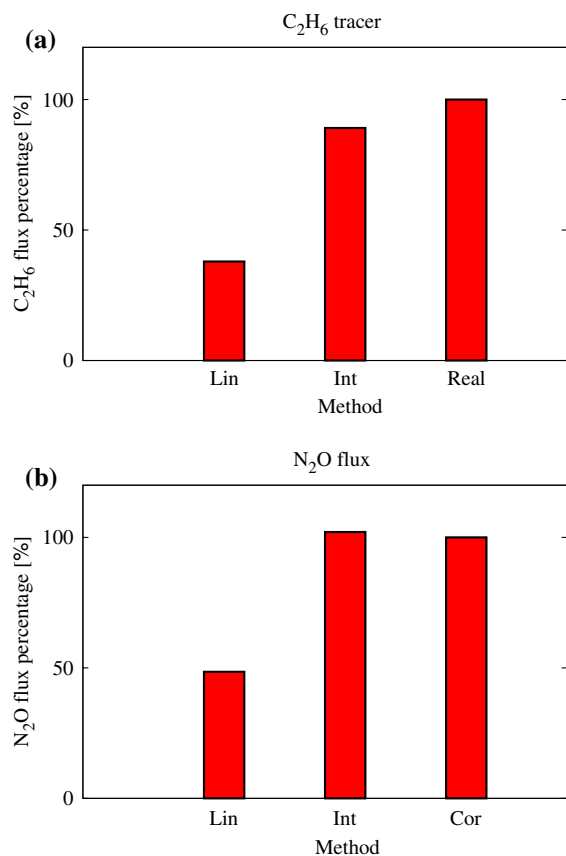 (a)
C₂H₆ tracer
C₂H₆ flux percentage [%]
100
50
0
Lin Int Real
Method
(b)
N₂O flux
N₂O flux percentage [%]
100
50
0
Lin Int Cor
Method